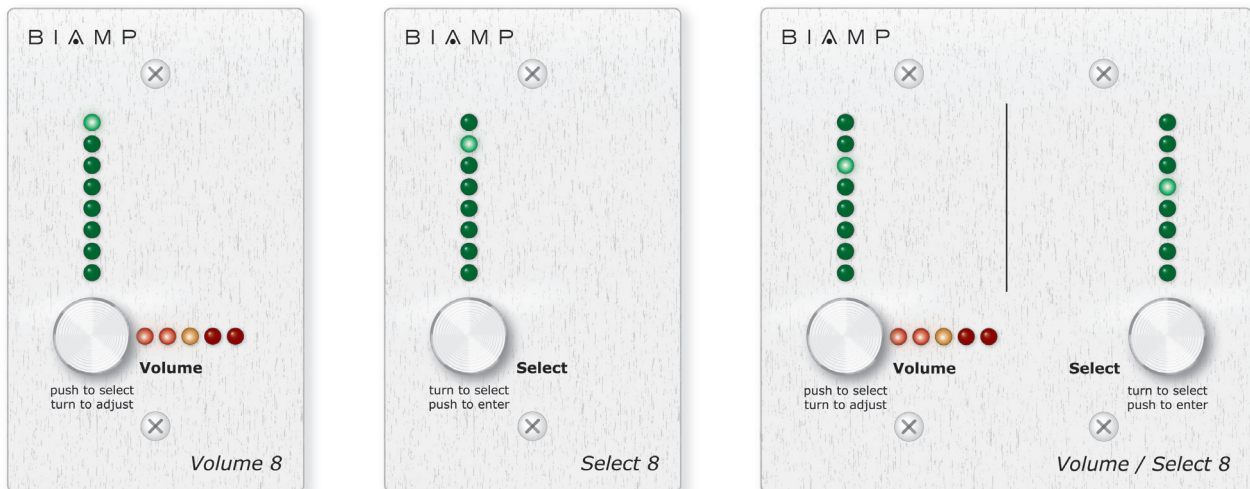 BIAMP
Volume
push to select
turn to adjust
Volume 8
BIAMP
Select
turn to select
push to enter
Select 8
BIAMP
Volume
push to select
turn to adjust
Select
turn to select
push to enter
Volume / Select 8